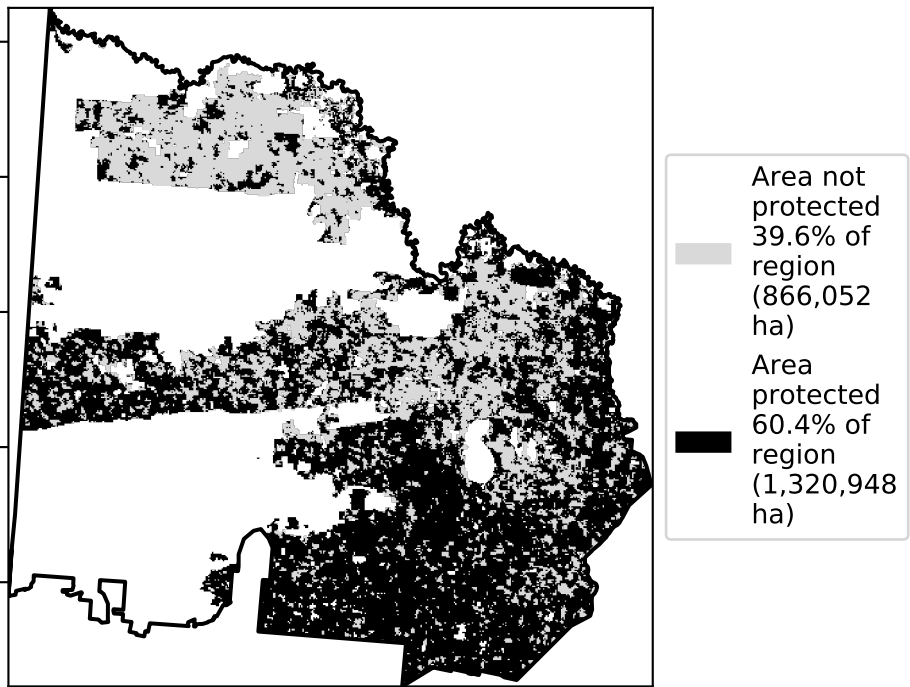 Area not
protected
39.6% of
region
(866,052
ha)
Area
protected
60.4% of
region
(1,320,948
ha)